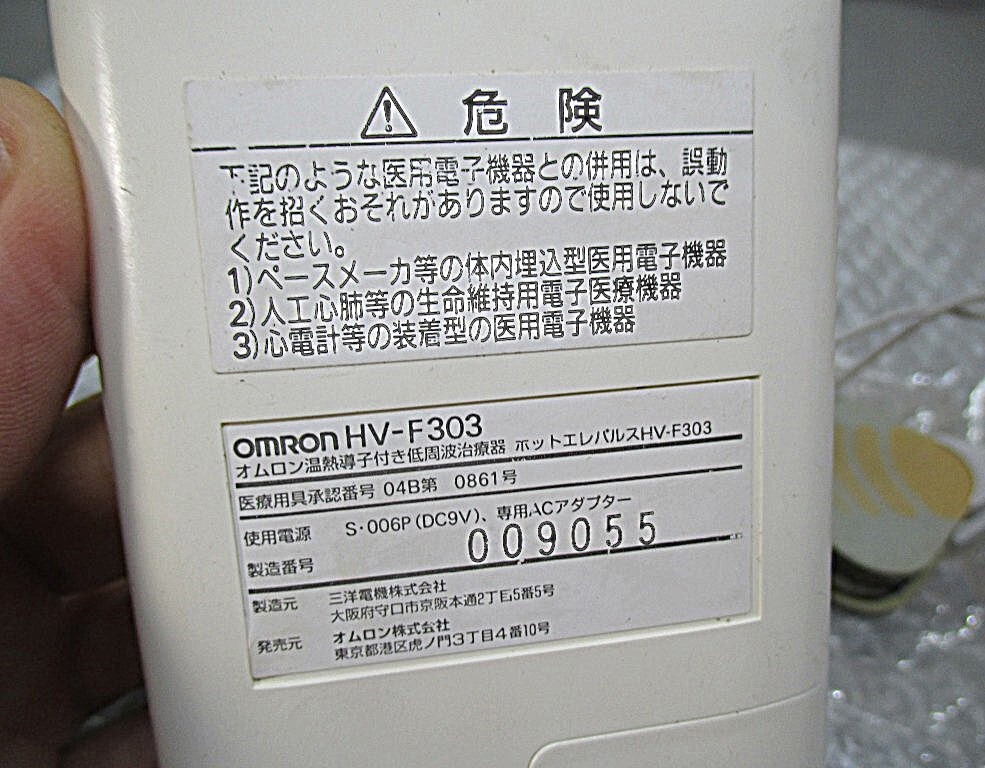 危険
下記のような医用電子機器との併用は、誤動
作を招くおそれがありますので使用しないで
ください。
1)ペースメーカ等の体内埋込型医用電子機器
2)人工心肺等の生命維持用電子医療機器
3)心電計等の装着型の医用電子機器
omron HV-F303
オムロン温熱導子付き低周波治療器 ホットエレパルスHV-F303
医療用具承認番号 04B第 0861号
使用電源 S・006P(DC9V)、専用ACアダプター
製造番号 009055
製造元 三洋電機株式会社
大阪府守口市京阪本通2丁目5番5号
発売元 オムロン株式会社
東京都港区虎ノ門3丁目4番10号